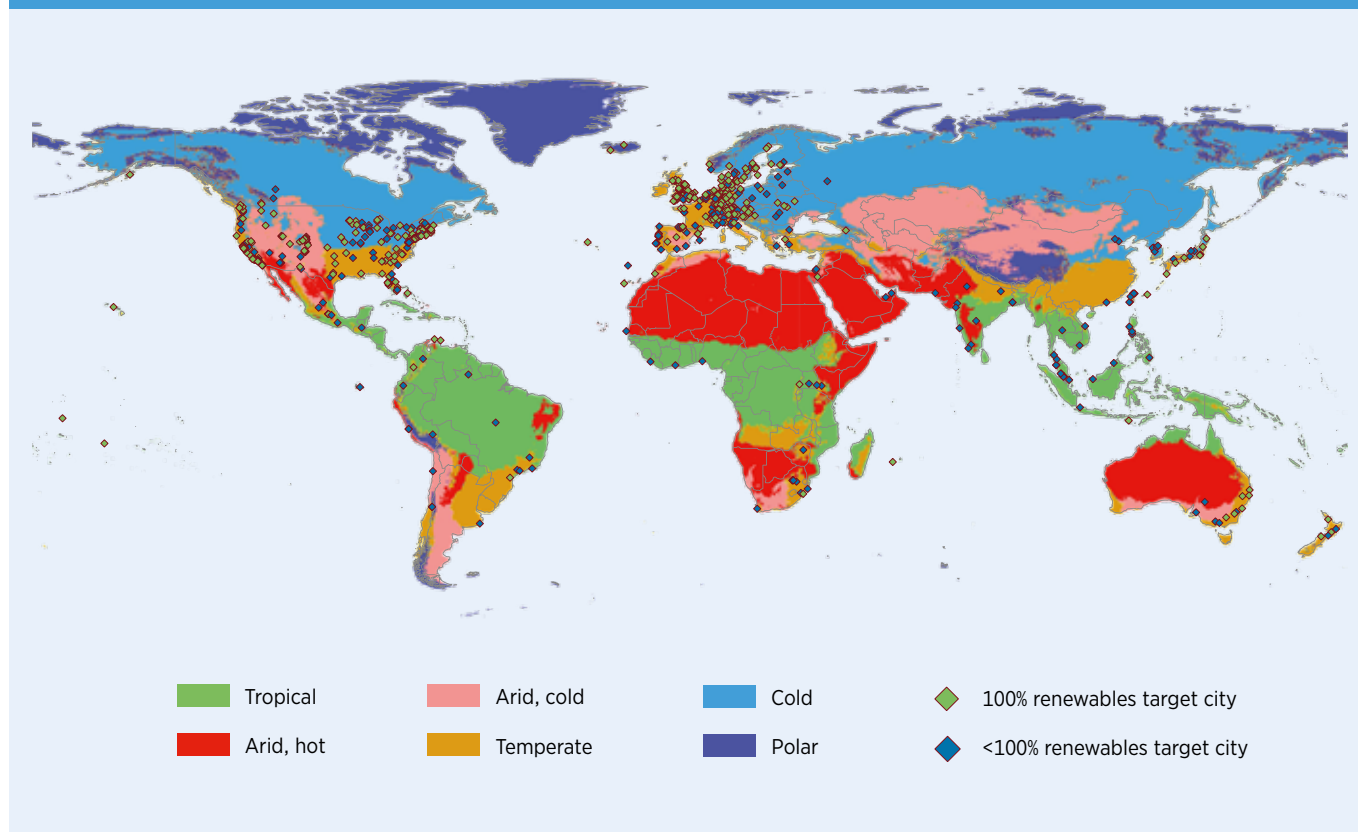 Tropical
Arid, cold
Cold
100% renewables target city
Arid, hot
Temperate
Polar
<100% renewables target city